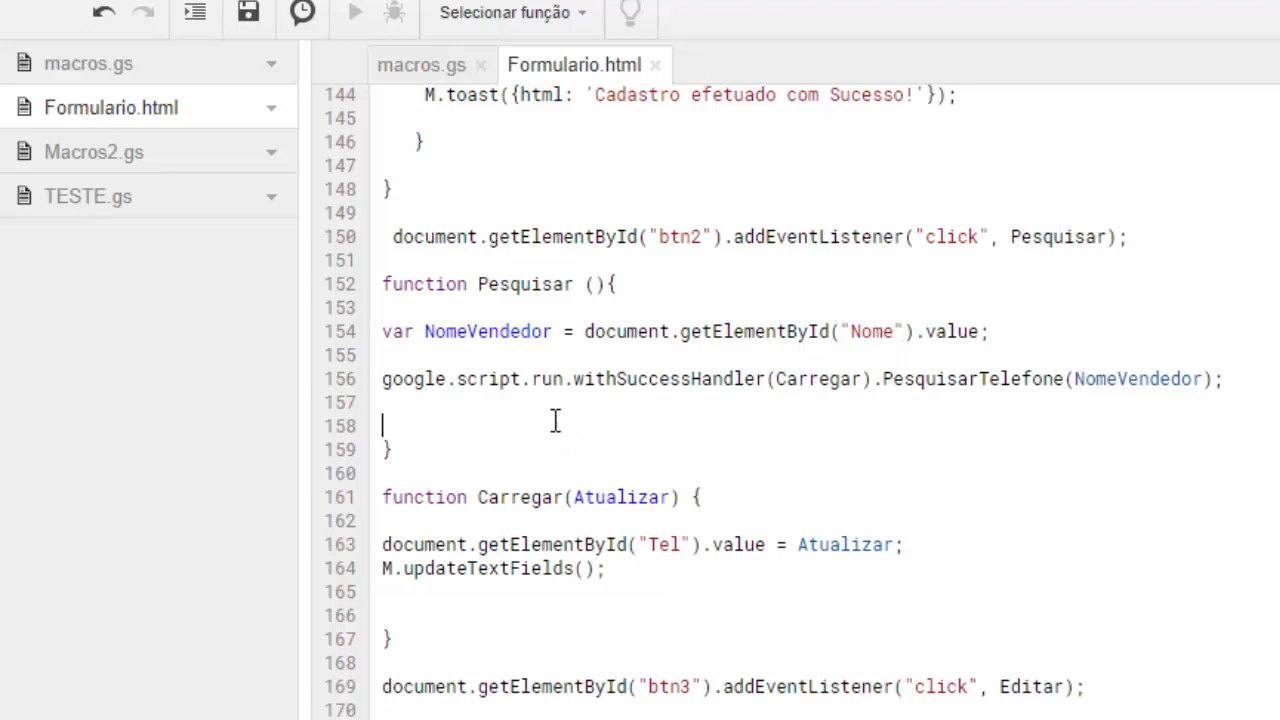 Selecionar função
macros.gs
Formulario.html
Macros2.gs
TESTE.gs
macros.gs ×
Formulario.html ×
144 M.toast({html: 'Cadastro efetuado com Sucesso!'});
145
146 }
147
148 }
149
150 document.getElementById("btn2").addEventListener("click", Pesquisar);
151
152 function Pesquisar (){
153
154 var NomeVendedor = document.getElementById("Nome").value;
155
156 google.script.run.withSuccessHandler(Carregar).PesquisarTelefone(NomeVendedor);
157
158
159 }
160
161 function Carregar(Atualizar) {
162
163 document.getElementById("Tel").value = Atualizar;
164 M.updateTextFields();
165
166
167 }
168
169 document.getElementById("btn3").addEventListener("click", Editar);
170